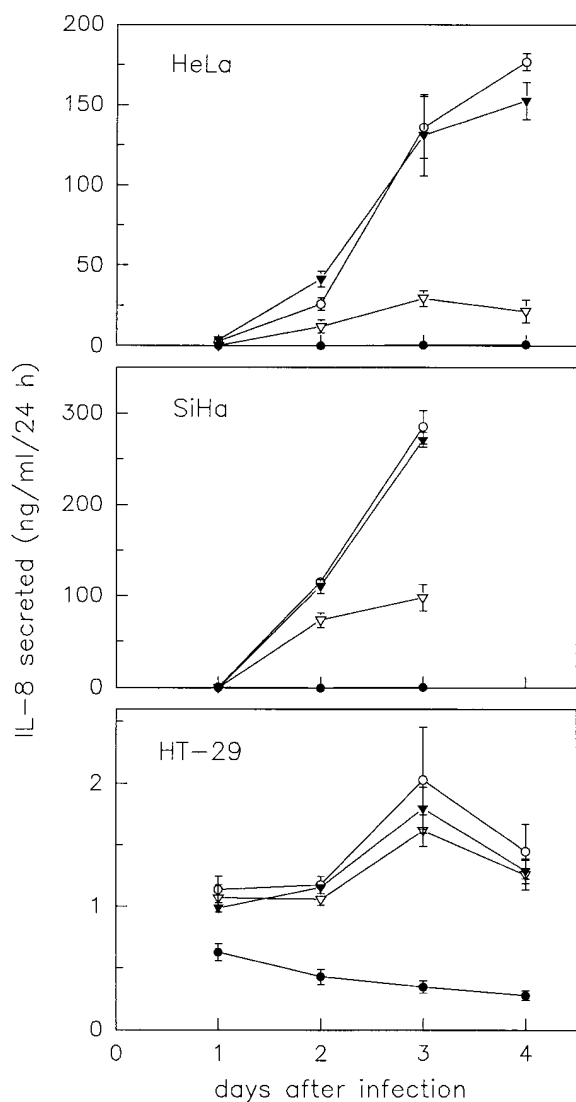 200
HeLa
150
100
50
0
SiHa
300
200
100
0
IL-8 secreted (ng/ml/24 h)
HT-29
2
1
0
0 1 2 3 4
days after infection